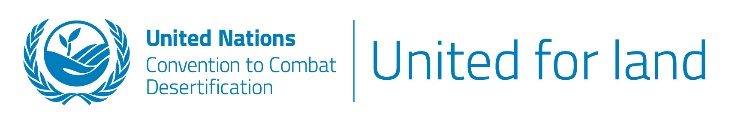 United Nations
Convention to Combat
Desertification
United for land